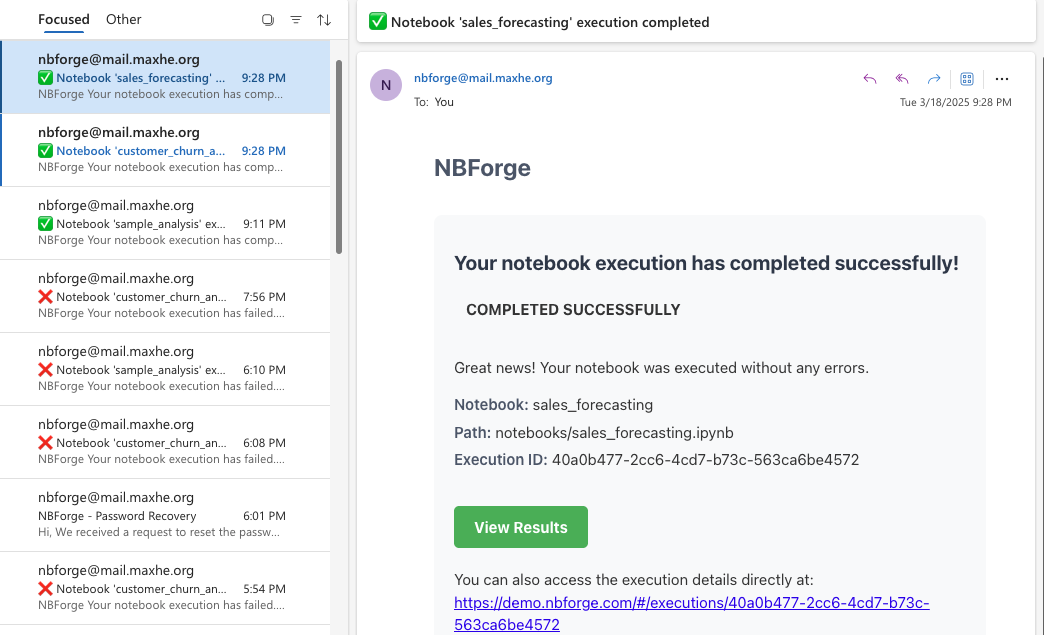 Focused Other
nbforge@mail.maxhe.org
✅ Notebook 'sales_forecasting' ... 9:28 PM
NBForge Your notebook execution has comp...
nbforge@mail.maxhe.org
✅ Notebook 'customer_churn_a... 9:28 PM
NBForge Your notebook execution has comp...
nbforge@mail.maxhe.org
✅ Notebook 'sample_analysis' ex... 9:11 PM
NBForge Your notebook execution has comp...
nbforge@mail.maxhe.org
❌ Notebook 'customer_churn_an... 7:56 PM
NBForge Your notebook execution has failed....
nbforge@mail.maxhe.org
❌ Notebook 'sample_analysis' ex... 6:10 PM
NBForge Your notebook execution has failed....
nbforge@mail.maxhe.org
❌ Notebook 'customer_churn_an... 6:08 PM
NBForge Your notebook execution has failed....
nbforge@mail.maxhe.org
NBForge - Password Recovery 6:01 PM
Hi, We received a request to reset the passw...
nbforge@mail.maxhe.org
❌ Notebook 'customer_churn_an... 5:54 PM
NBForge Your notebook execution has failed....
✅ Notebook 'sales_forecasting' execution completed
N
nbforge@mail.maxhe.org
To: You
Tue 3/18/2025 9:28 PM
NBForge
Your notebook execution has completed successfully!
COMPLETED SUCCESSFULLY
Great news! Your notebook was executed without any errors.
Notebook: sales_forecasting
Path: notebooks/sales_forecasting.ipynb
Execution ID: 40a0b477-2cc6-4cd7-b73c-563ca6be4572
View Results
You can also access the execution details directly at:
https://demo.nbforge.com/#/executions/40a0b477-2cc6-4cd7-b73c-
563ca6be4572